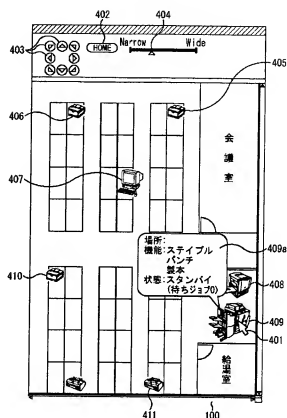 402
404
403
HOME
Narrow Wide
405
406
407
会議室
場所:
機能:ステイプル
パンチ
製本
状態:スタンバイ
(待ちジョブ0)
409a
410
408
409
401
給湯室
411
100